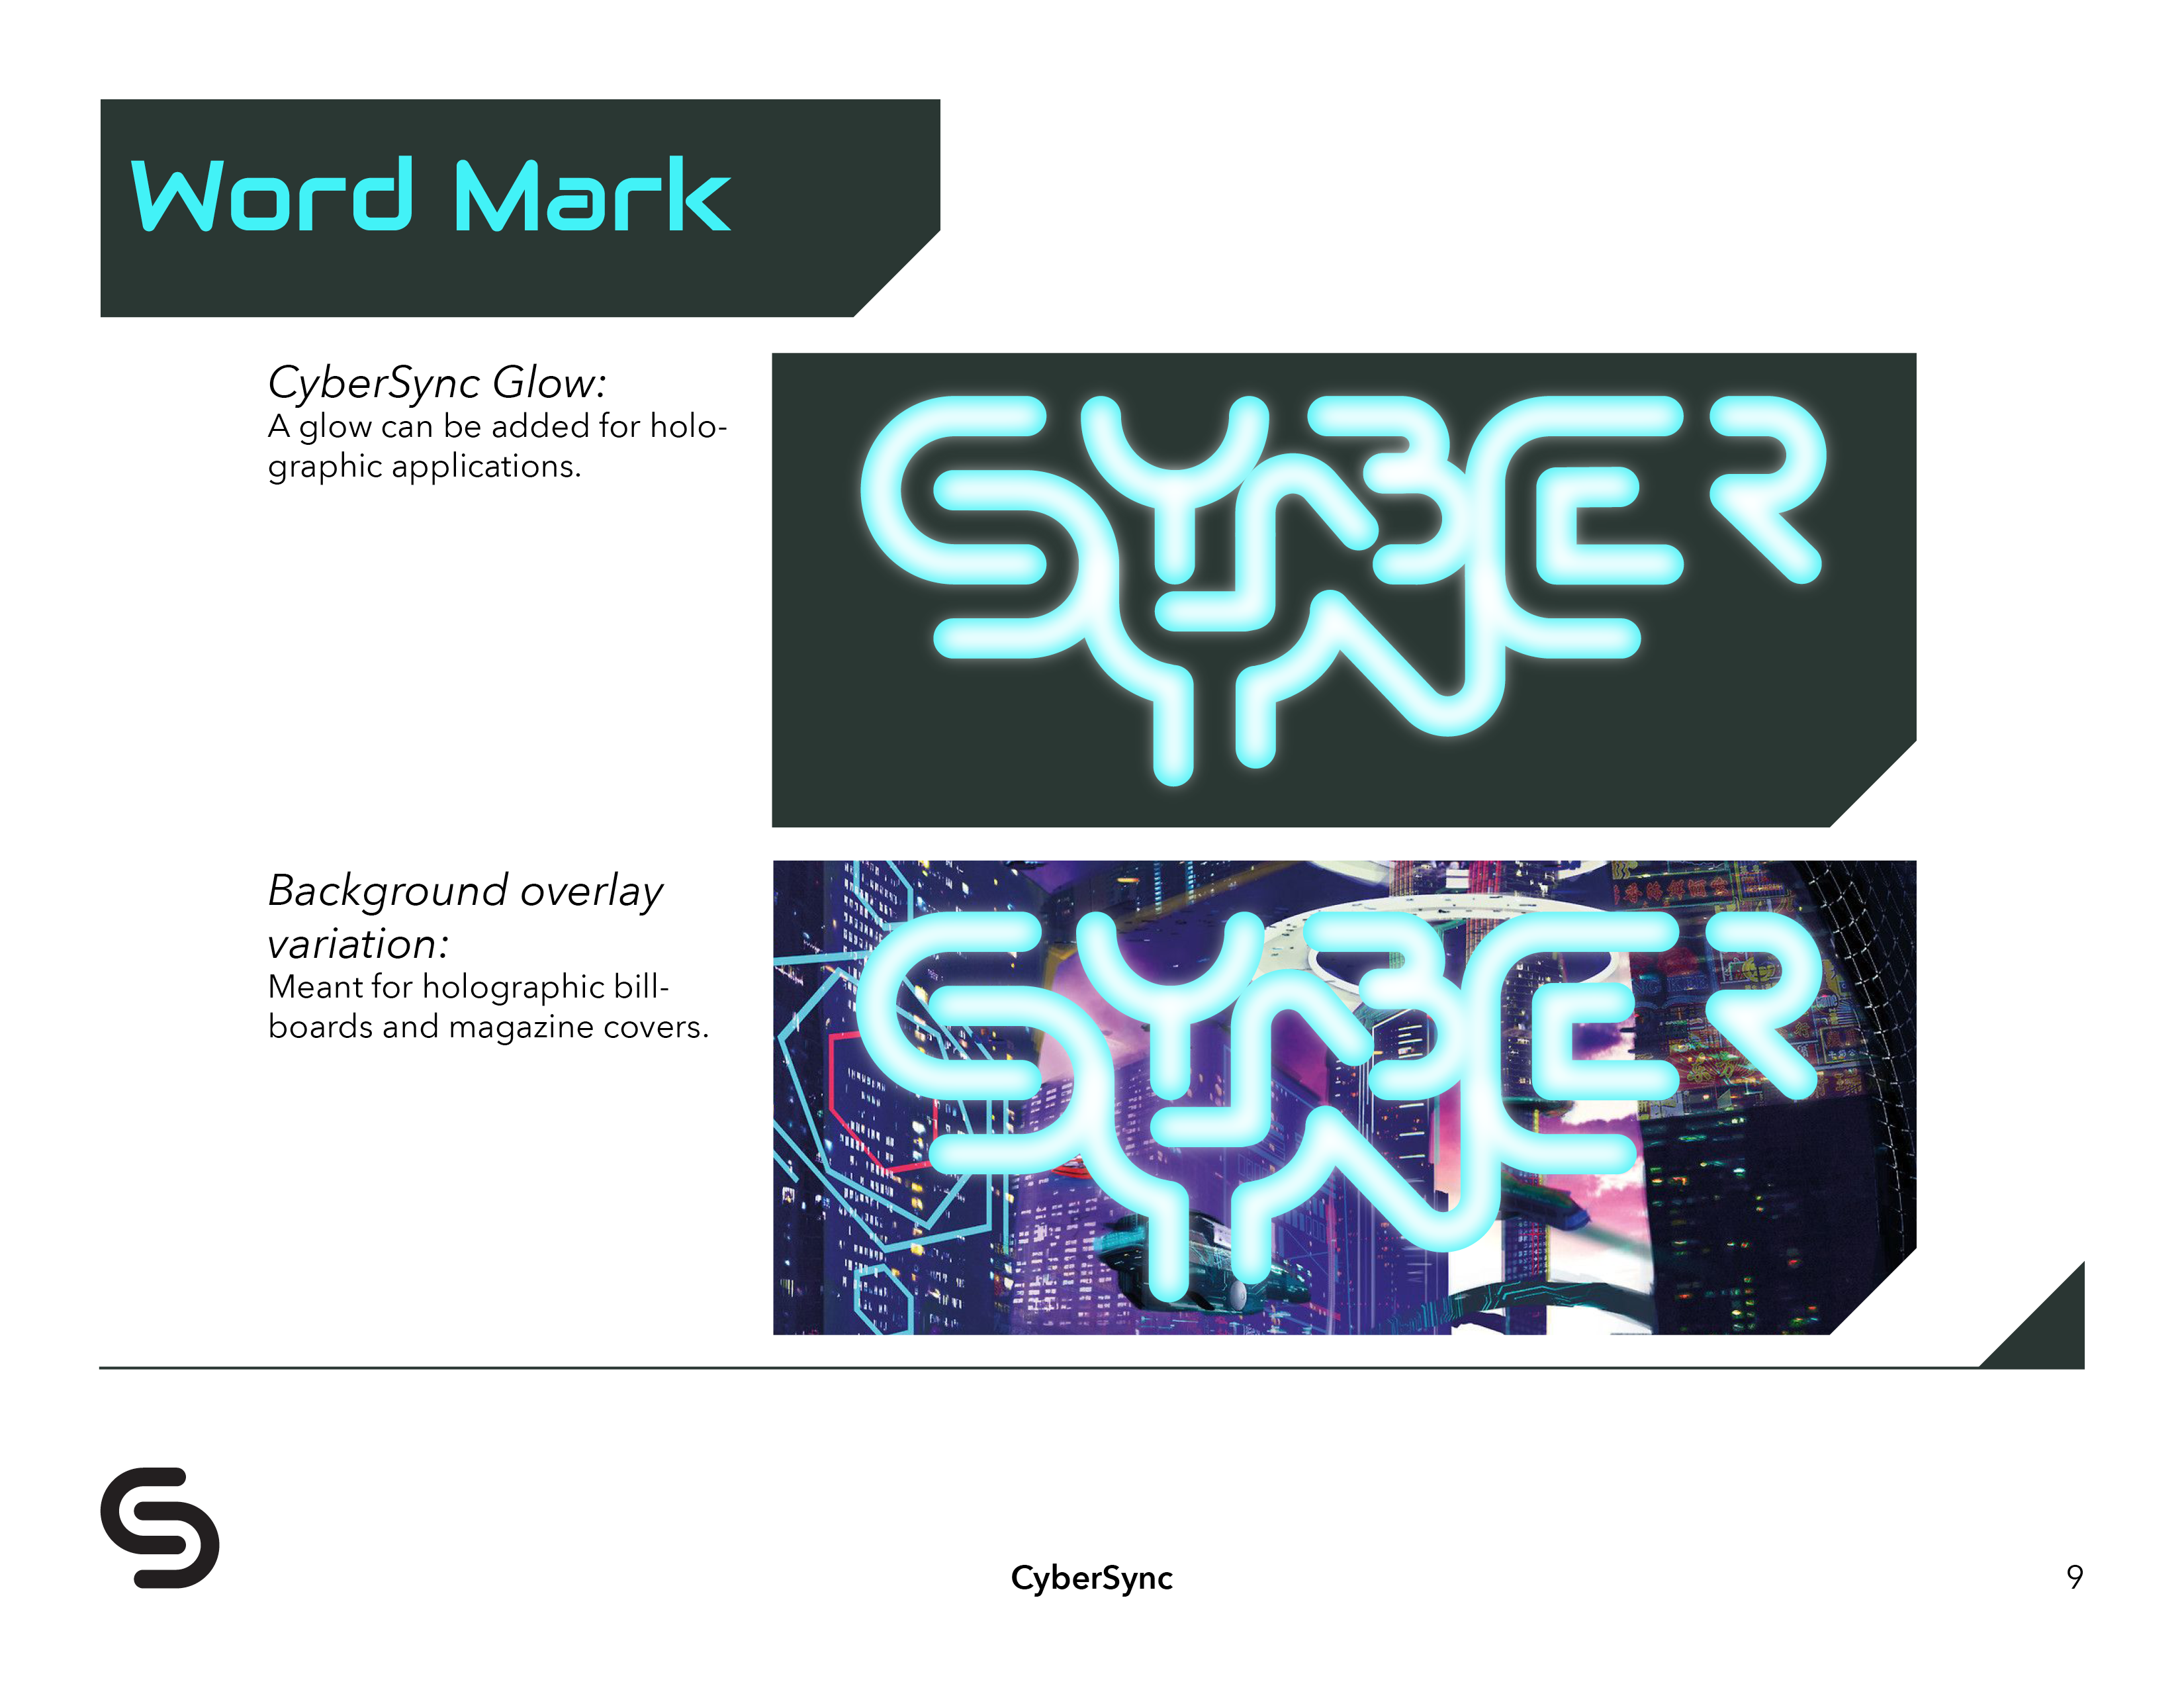 Word Mark
CyberSync Glow:
A glow can be added for holo-
graphic applications.
CYBER
SYNC
Background overlay
variation:
Meant for holographic bill-
boards and magazine covers.
CYBER
SYNC
CyberSync
9